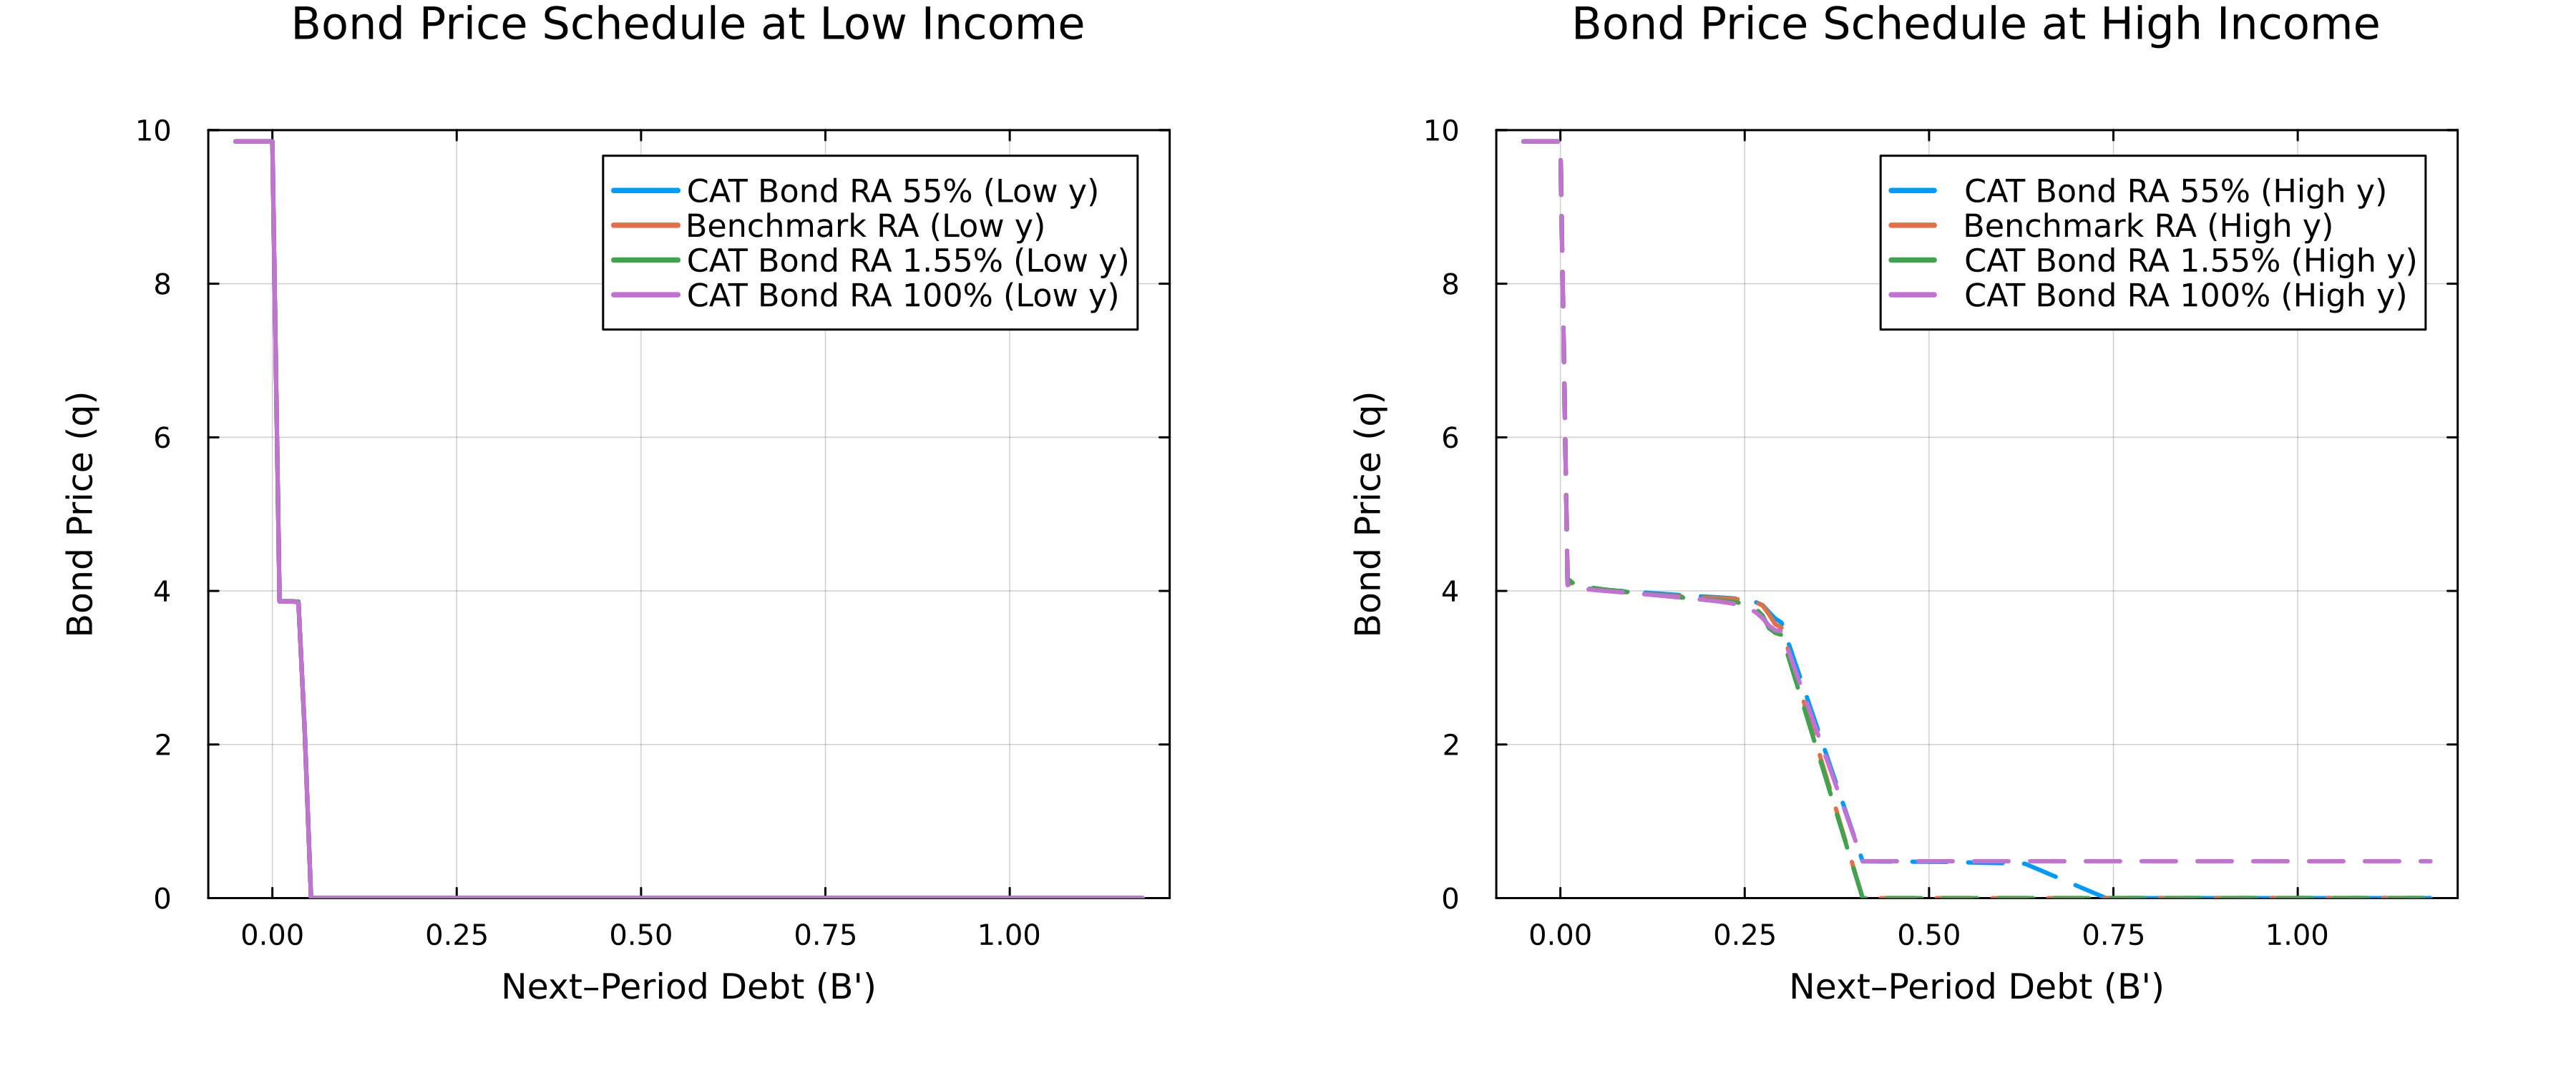 Bond Price Schedule at Low Income
10
8
6
4
2
0
Bond Price (q)
CAT Bond RA 55% (Low y)
Benchmark RA (Low y)
CAT Bond RA 1.55% (Low y)
CAT Bond RA 100% (Low y)
0.00 0.25 0.50 0.75 1.00
Next–Period Debt (B')
Bond Price Schedule at High Income
10
8
6
4
2
0
Bond Price (q)
CAT Bond RA 55% (High y)
Benchmark RA (High y)
CAT Bond RA 1.55% (High y)
CAT Bond RA 100% (High y)
0.00 0.25 0.50 0.75 1.00
Next–Period Debt (B')